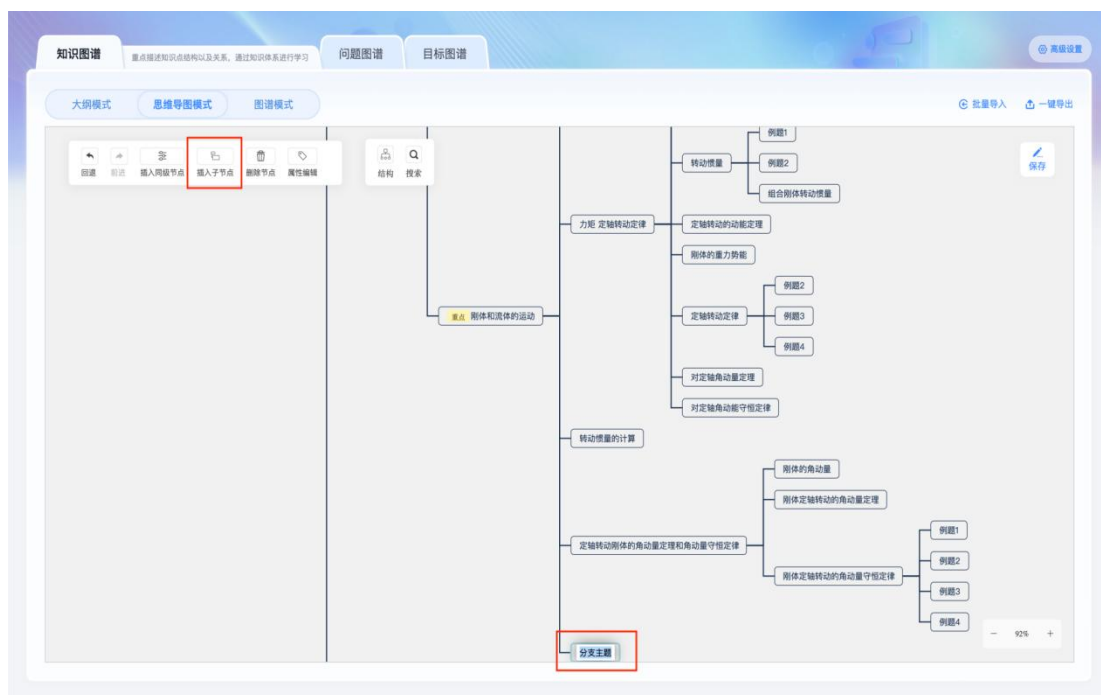 知识图谱
重点描述知识点结构以及关系，通过知识体系进行学习
问题图谱
目标图谱
高级设置
大纲模式
思维导图模式
图谱模式
批量导入
一键导出
回退
前进
插入同级节点
插入子节点
删除节点
属性编辑
结构
搜索
保存
例题1
转动惯量
例题2
组合刚体转动惯量
力矩 定轴转动定律
定轴转动的动能定理
刚体的重力势能
例题2
重点 刚体和流体的运动
定轴转动定律
例题3
例题4
对定轴角动量定理
对定轴角动能守恒定律
转动惯量的计算
刚体的角动量
刚体定轴转动的角动量定理
定轴转动刚体的角动量定理和角动量守恒定律
例题1
例题2
刚体定轴转动的角动量守恒定律
例题3
例题4
分支主题
− 92% +